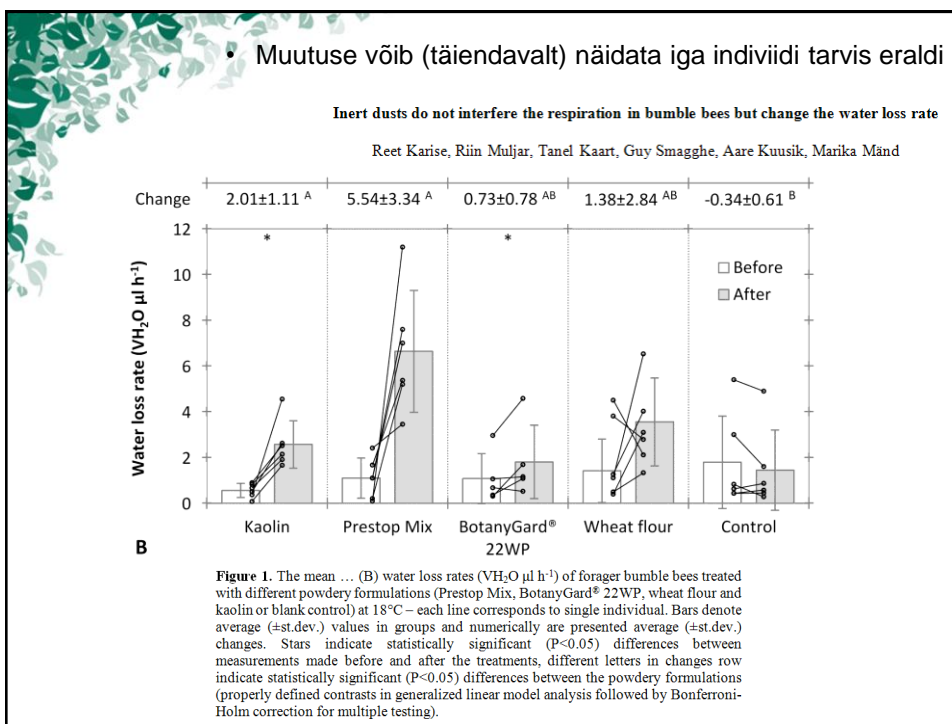 • Muutuse võib (täiendavalt) näidata iga indiviidi tarvis eraldi
Inert dusts do not interfere the respiration in bumble bees but change the water loss rate
Reet Karise, Riin Muljar, Tanel Kaart, Guy Smagghe, Aare Kuusik, Marika Mänd
Change 2.01±1.11 ᴬ 5.54±3.34 ᴬ 0.73±0.78 ᴬᴮ 1.38±2.84 ᴬᴮ -0.34±0.61 ᴮ
12
* *
Before
10
After
8
6
4
2
0
Water loss rate (VH₂O µl h⁻¹)
Kaolin Prestop Mix BotanyGard® Wheat flour Control
22WP
B
Figure 1. The mean … (B) water loss rates (VH₂O µl h⁻¹) of forager bumble bees treated
with different powdery formulations (Prestop Mix, BotanyGard® 22WP, wheat flour and
kaolin or blank control) at 18°C – each line corresponds to single individual. Bars denote
average (±st.dev.) values in groups and numerically are presented average (±st.dev.)
changes. Stars indicate statistically significant (P<0.05) differences between
measurements made before and after the treatments, different letters in changes row
indicate statistically significant (P<0.05) differences between the powdery formulations
(properly defined contrasts in generalized linear model analysis followed by Bonferroni-
Holm correction for multiple testing).